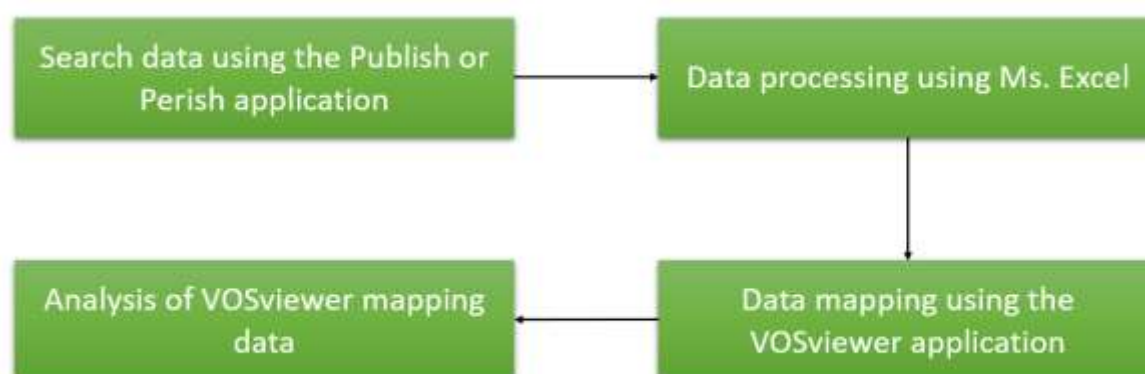 Search data using the Publish or
Perish application
Data processing using Ms. Excel
Data mapping using the
VOSviewer application
Analysis of VOSviewer mapping
data